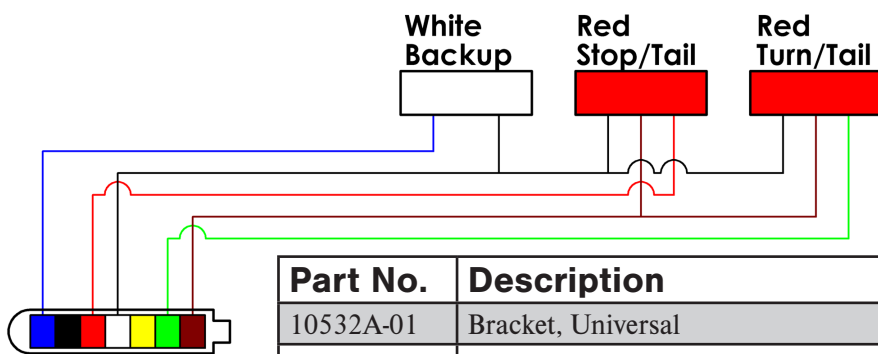 White
Backup
Red
Stop/Tail
Red
Turn/Tail
Part No. Description
10532A-01 Bracket, Universal